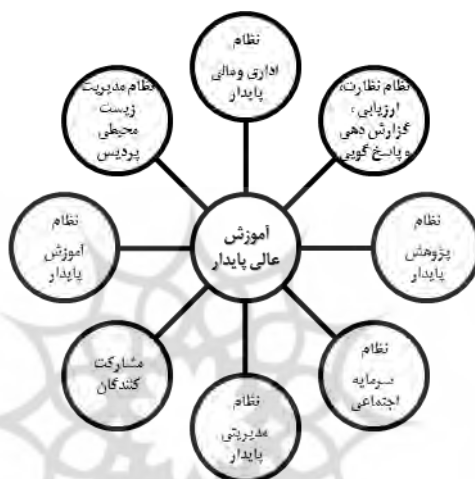 نظام
اداری و مالی
پایدار
نظام نظارت،
ارزیابی،
گزارش دهی
و پاسخ گویی
نظام مدیریت
زیست
محیطی
پردیس
نظام
پژوهش
پایدار
آموزش
عالی پایدار
نظام
آموزش
پایدار
نظام
سرمایه
اجتماعی
مشارکت
کنندگان
نظام
مدیریتی
پایدار